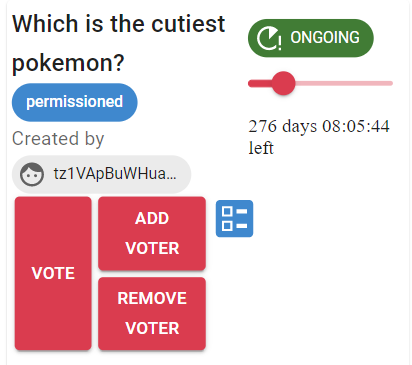 Which is the cutiest
pokemon?
permissioned
Created by
tz1VApBuWHua...
VOTE
ADD
VOTER
REMOVE
VOTER
ONGOING
276 days 08:05:44
left